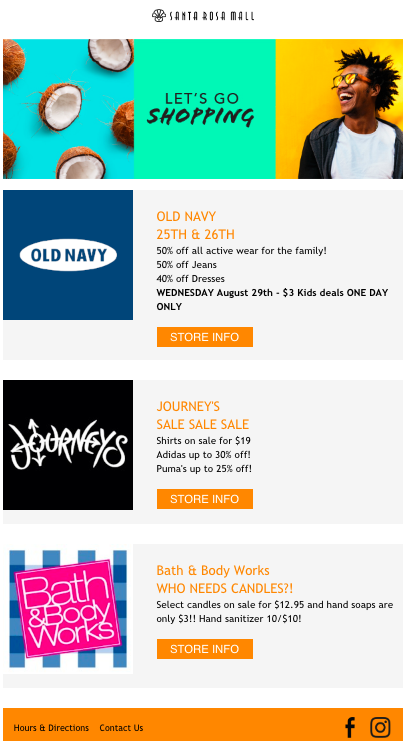 SANTA ROSA MALL
LET'S GO
SHOPPING
OLD NAVY
OLD NAVY
25TH & 26TH
50% off all active wear for the family!
50% off Jeans
40% off Dresses
WEDNESDAY August 29th - $3 Kids deals ONE DAY
ONLY
STORE INFO
JOURNEYS
JOURNEY'S
SALE SALE SALE
Shirts on sale for $19
Adidas up to 30% off!
Puma's up to 25% off!
STORE INFO
Bath
& Body
Works
Bath & Body Works
WHO NEEDS CANDLES?!
Select candles on sale for $12.95 and hand soaps are
only $3!! Hand sanitizer 10/$10!
STORE INFO
Hours & Directions Contact Us